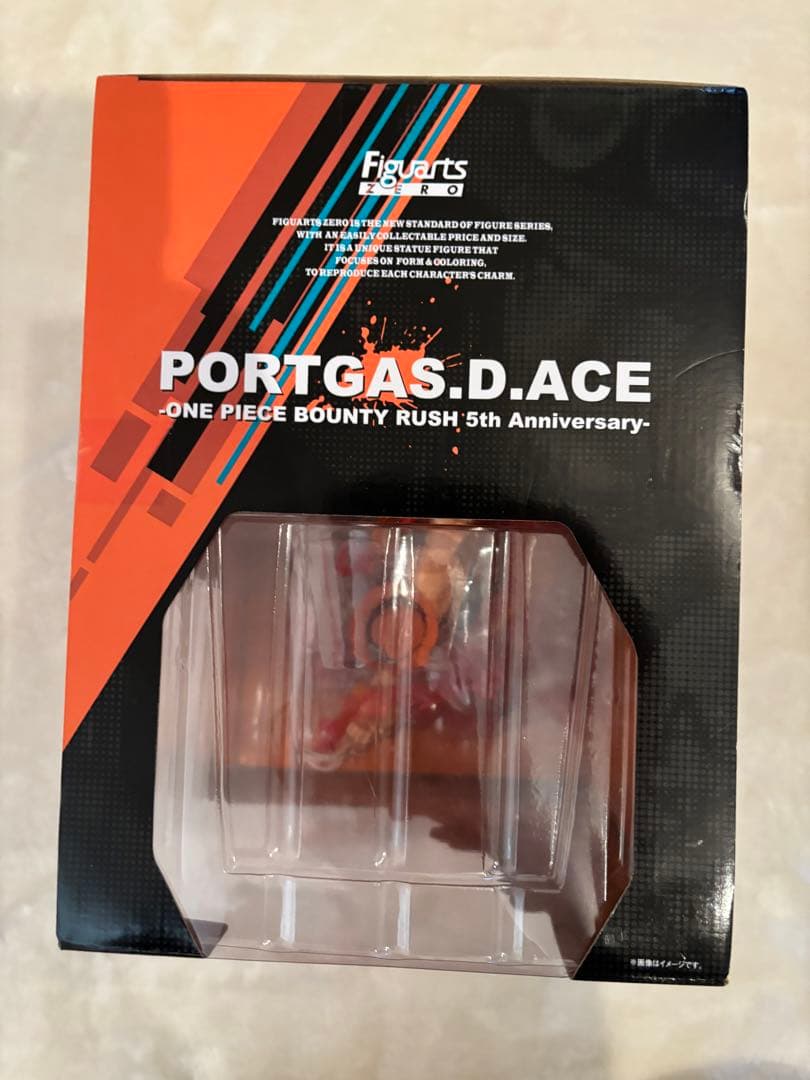 Figuarts
ZERO
FIGUARTS ZERO IS THE NEW STANDARD OF FIGURE SERIES,
WITH AN EASILY COLLECTABLE PRICE AND SIZE.
IT IS A UNIQUE STATUE FIGURE THAT
FOCUSES ON FORM & COLORING,
TO REPRODUCE EACH CHARACTER'S CHARM.
PORTGAS.D.ACE
-ONE PIECE BOUNTY RUSH 5th Anniversary-
※画像はイメージです。